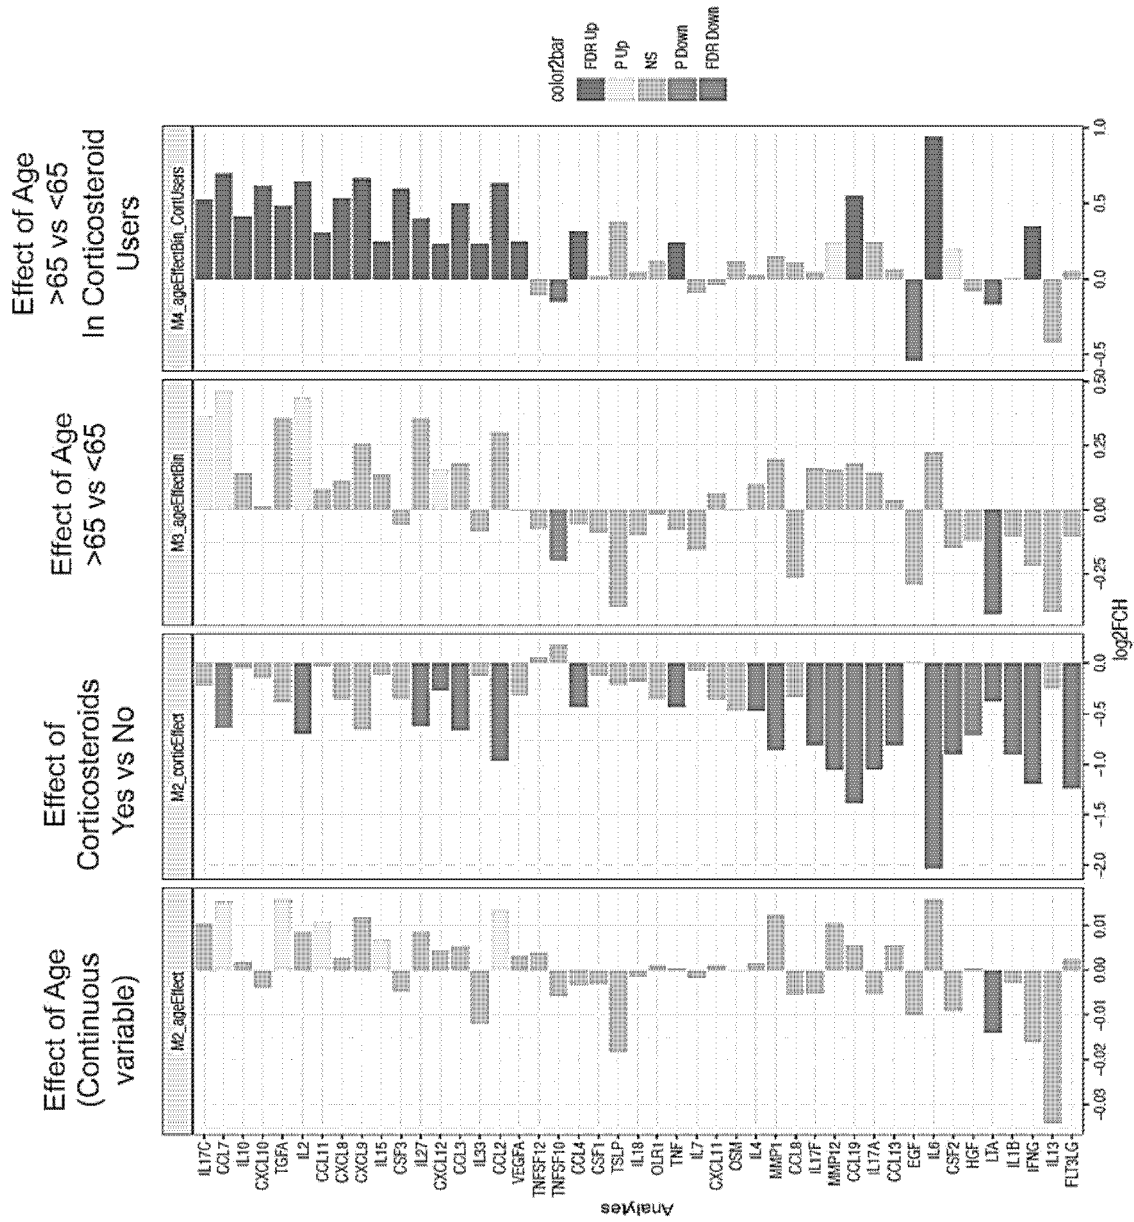 Effect of Age
(Continuous
variable)
Effect of
Corticosteroids
Yes vs No
Effect of Age
>65 vs <65
Effect of Age
>65 vs <65
In Corticosteroid
Users
M2_ageEffect
M2_corticEffect
M3_ageEffectBin
M4_ageEffectBin_CortUsers
color2bar
FDR Up
P Up
NS
P Down
FDR Down
Analytes
IL17C
CCL7
IL10
CXCL10
TGFA
IL2
CCL11
CXCL8
CXCL9
IL15
CSF3
IL27
CXCL12
CCL3
IL33
CCL2
VEGFA
TNFSF12
TNFSF10
CCL4
CSF1
TSLP
IL18
OLR1
TNF
IL7
CXCL11
OSM
IL4
MMP1
CCL8
IL17F
MMP12
CCL19
IL17A
CCL13
EGF
IL6
CSF2
HGF
LTA
IL1B
IFNG
IL13
FLT3LG
-0.03
-0.02
-0.01
0.00
0.01
-2.0
-1.5
-1.0
-0.5
0.0
-0.25
0.00
0.25
0.50
-0.5
0.0
0.5
1.0
log2FCH